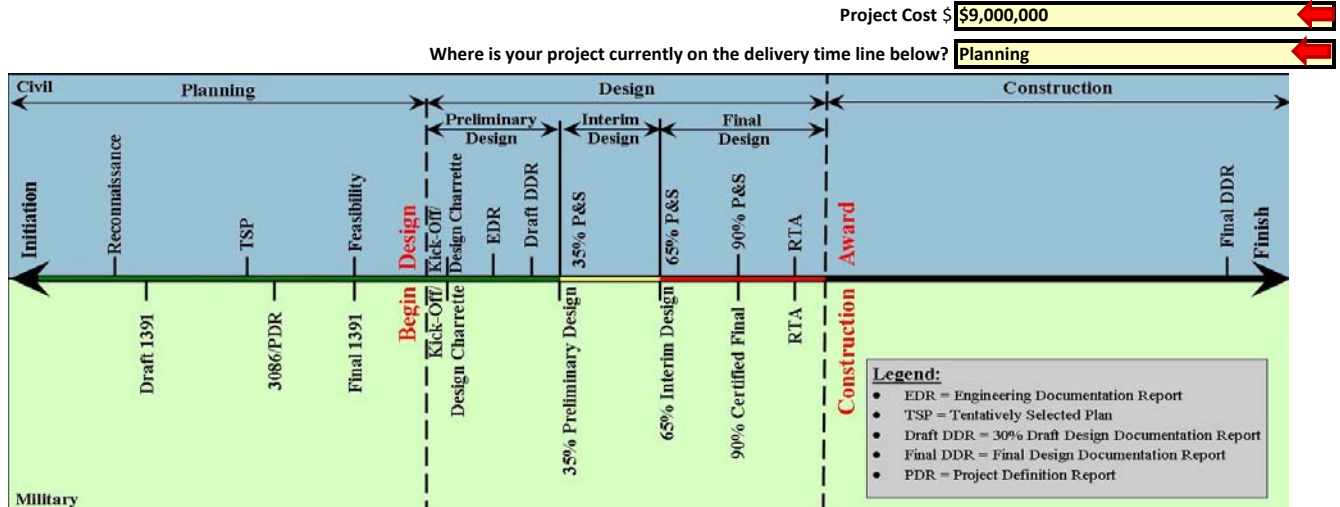 Project Cost $ $9,000,000
Where is your project currently on the delivery time line below? Planning
Civil
Planning
Design
Construction
Preliminary
Design
Interim
Design
Final
Design
Initiation
Reconnaissance
TSP
Feasibility
Begin Design
Kick-Off/
Design Charrette
EDR
Draft DDR
35% P&S
65% P&S
90% P&S
RTA
Construction Award
Final DDR
Finish
Draft 1391
3086/PDR
Final 1391
Kick-Off/
Design Charrette
35% Preliminary Design
65% Interim Design
90% Certified Final
RTA
Legend:
• EDR = Engineering Documentation Report
• TSP = Tentatively Selected Plan
• Draft DDR = 30% Draft Design Documentation Report
• Final DDR = Final Design Documentation Report
• PDR = Project Definition Report
Military